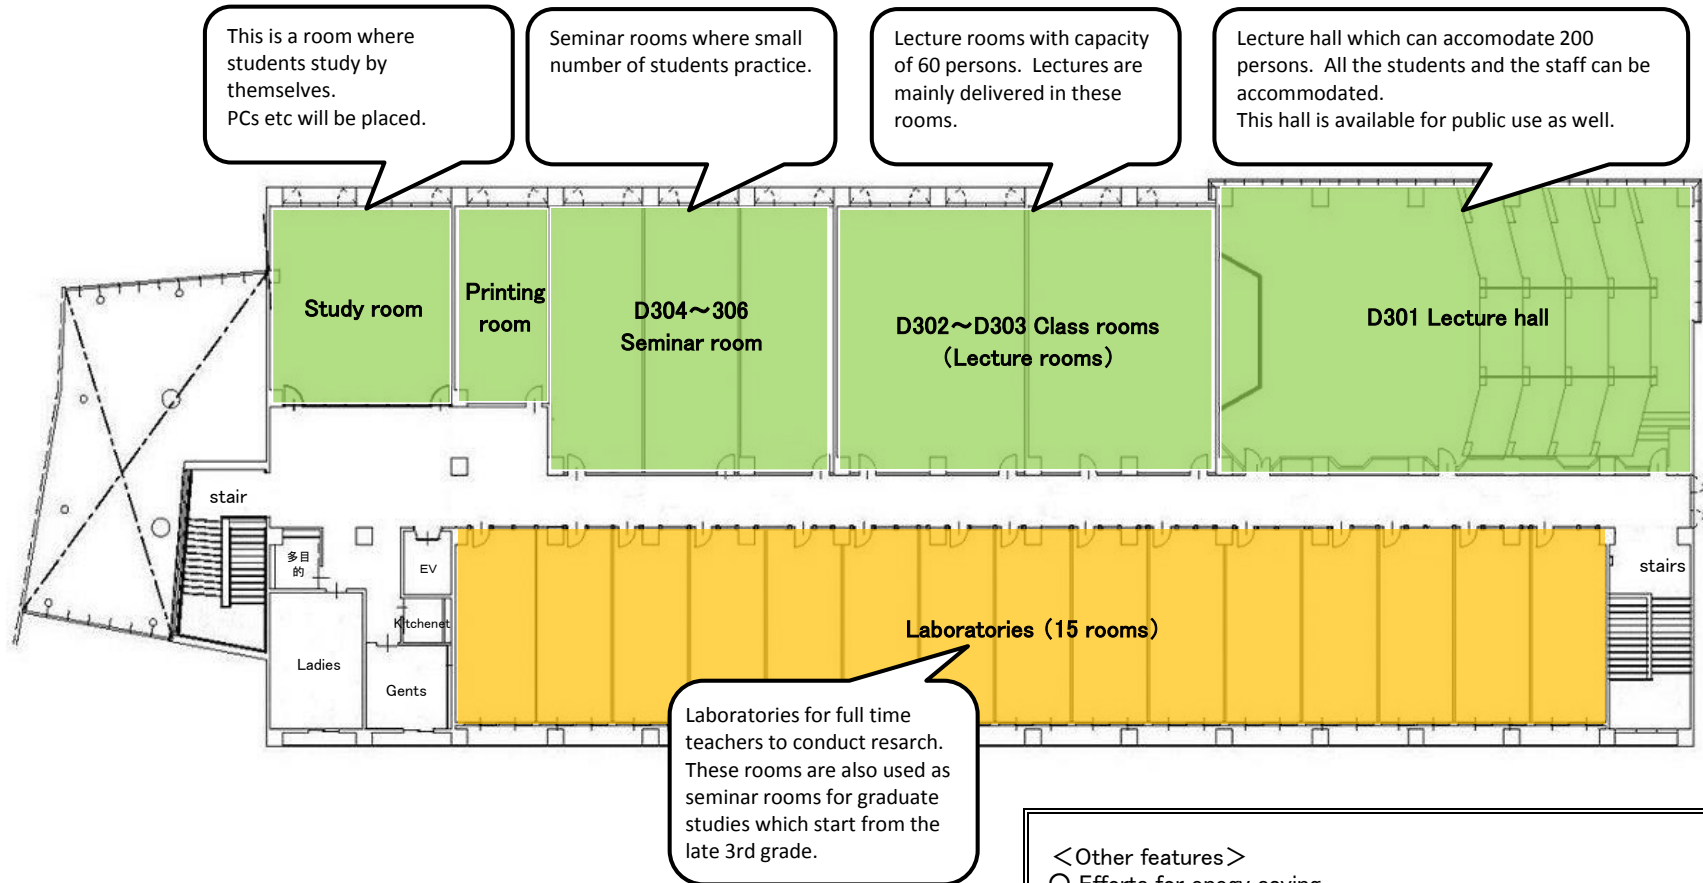 This is a room where
students study by
themselves.
PCs etc will be placed.
Seminar rooms where small
number of students practice.
Lecture rooms with capacity
of 60 persons. Lectures are
mainly delivered in these
rooms.
Lecture hall which can accomodate 200
persons. All the students and the staff can be
accommodated.
This hall is available for public use as well.
Study room
Printing
room
D304～306
Seminar room
D302～D303 Class rooms
（Lecture rooms）
D301 Lecture hall
stair
多目
的
EV
Kitchenet
Ladies
Gents
stairs
Laboratories（15 rooms）
Laboratories for full time
teachers to conduct resarch.
These rooms are also used as
seminar rooms for graduate
studies which start from the
late 3rd grade.
＜Other features＞
○ Efforts for enegy saving